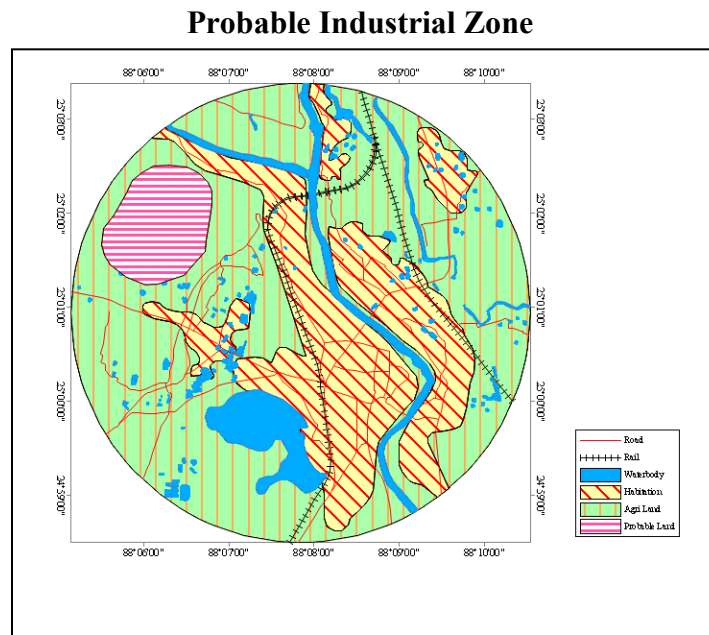 Probable Industrial Zone
88°06'00" 88°07'00" 88°08'00" 88°09'00" 88°10'00"
25°03'00" 25°03'00"
25°02'00" 25°02'00"
25°01'00" 25°01'00"
25°00'00" 25°00'00"
24°59'00" 24°59'00"
88°06'00" 88°07'00" 88°08'00" 88°09'00" 88°10'00"
Road
Rail
Waterbody
Habitation
Agri Land
Probable Land